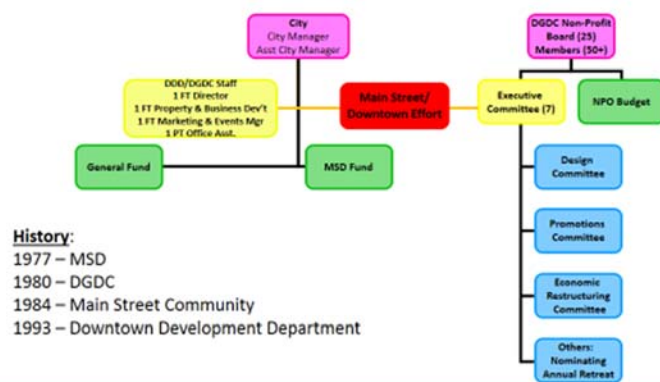 City
City Manager
Asst City Manager
DGDC Non-Profit
Board (25)
Members (50+)
DDD/DGDC Staff
1 FT Director
1 FT Property & Business Dev't
1 FT Marketing & Events Mgr
1 PT Office Asst.
Main Street/
Downtown Effort
Executive
Committee (7)
NPO Budget
General Fund
MSD Fund
Design
Committee
Promotions
Committee
Economic
Restructuring
Committee
Others:
Nominating
Annual Retreat
History:
1977 – MSD
1980 – DGDC
1984 – Main Street Community
1993 – Downtown Development Department